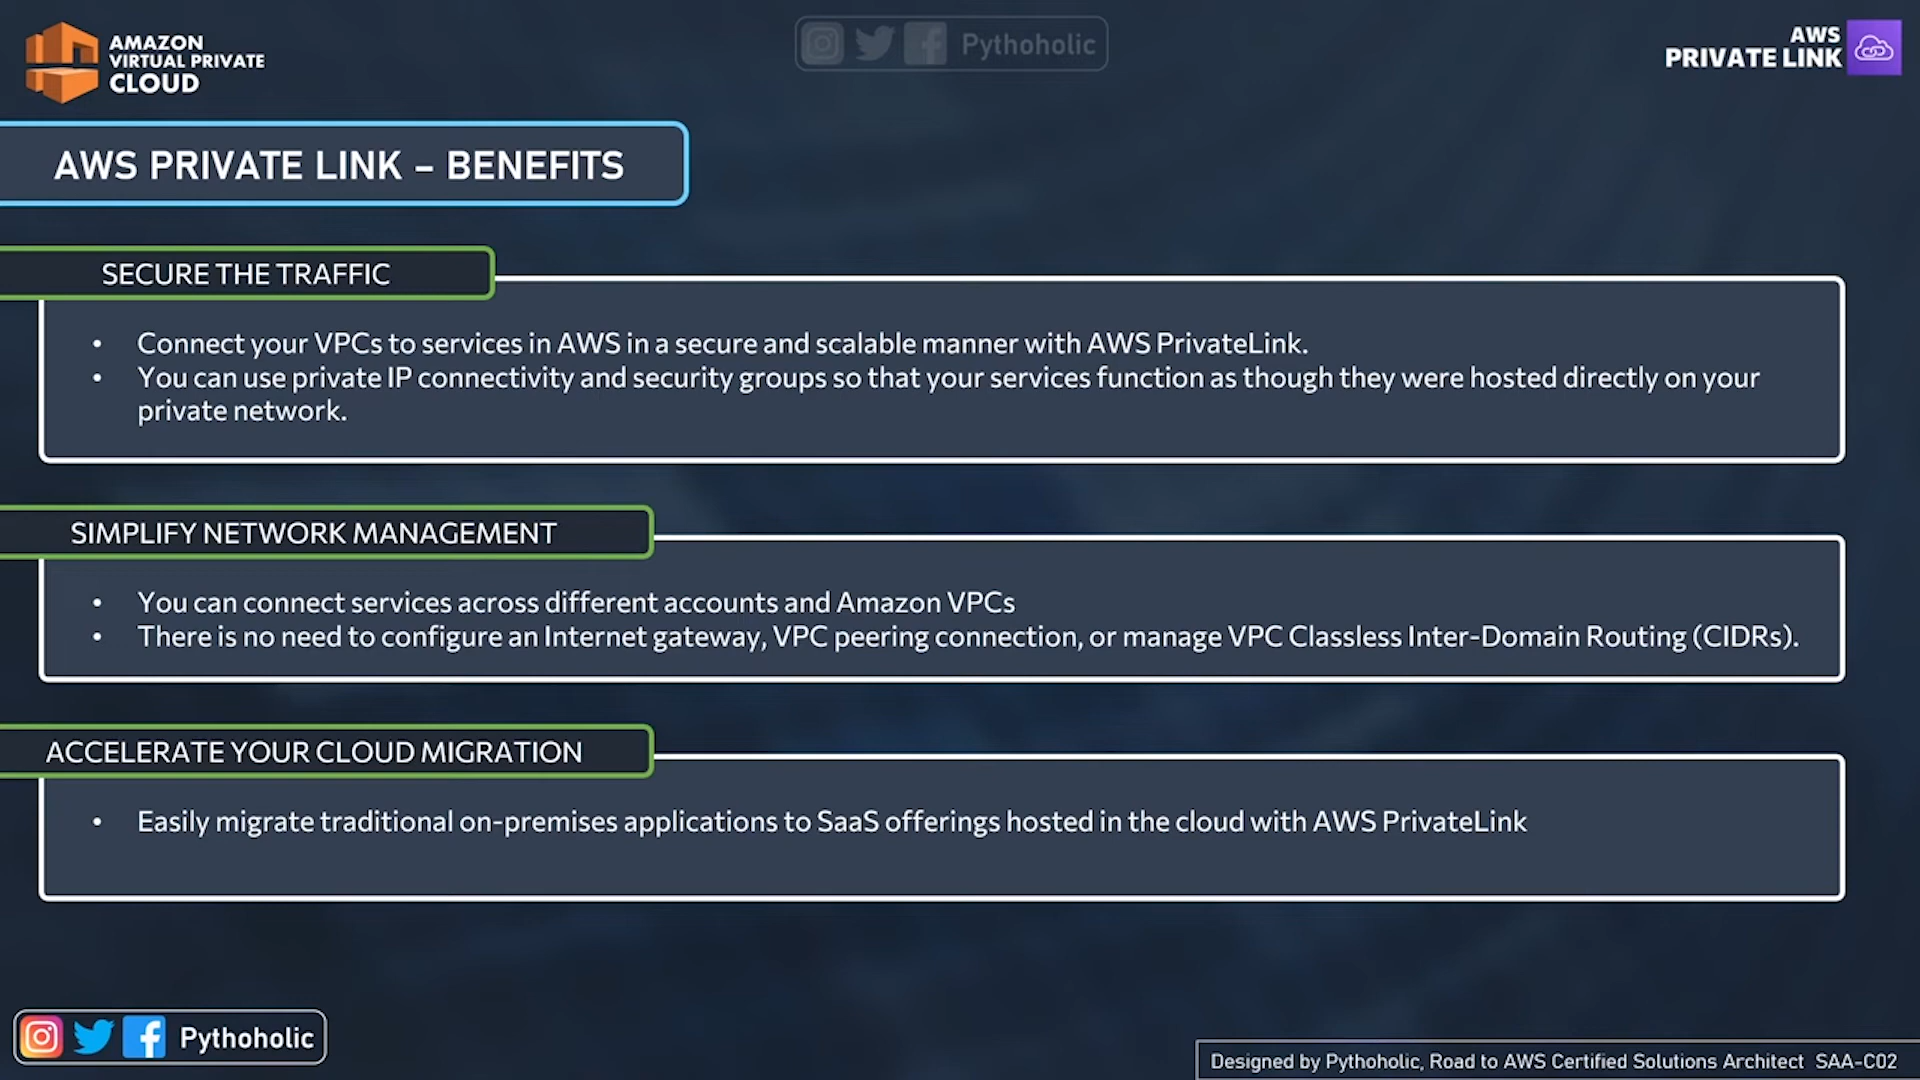 AMAZON
VIRTUAL PRIVATE
CLOUD
Pythoholic
AWS
PRIVATE LINK
AWS PRIVATE LINK – BENEFITS
SECURE THE TRAFFIC
• Connect your VPCs to services in AWS in a secure and scalable manner with AWS PrivateLink.
• You can use private IP connectivity and security groups so that your services function as though they were hosted directly on your
private network.
SIMPLIFY NETWORK MANAGEMENT
• You can connect services across different accounts and Amazon VPCs
• There is no need to configure an Internet gateway, VPC peering connection, or manage VPC Classless Inter-Domain Routing (CIDRs).
ACCELERATE YOUR CLOUD MIGRATION
• Easily migrate traditional on-premises applications to SaaS offerings hosted in the cloud with AWS PrivateLink
Pythoholic
Designed by Pythoholic, Road to AWS Certified Solutions Architect SAA-C02